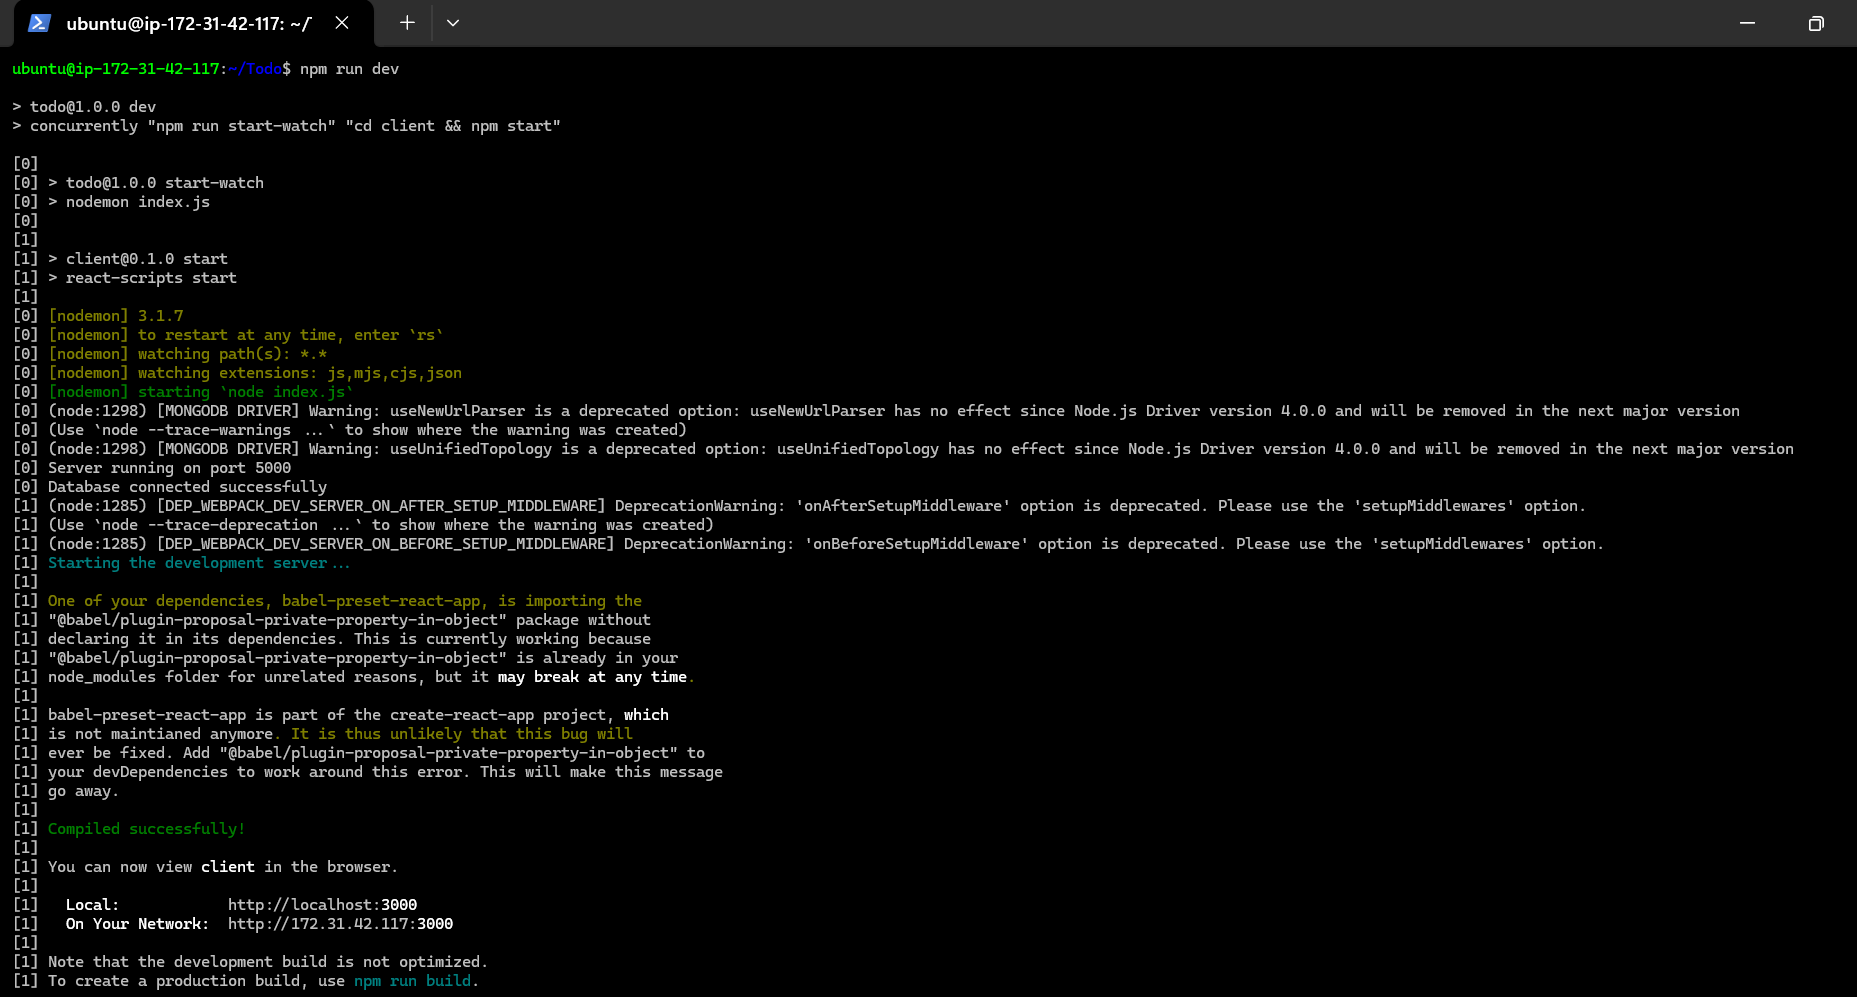 ubuntu@ip-172-31-42-117: ~/T
ubuntu@ip-172-31-42-117:~/Todo$ npm run dev
> todo@1.0.0 dev
> concurrently "npm run start-watch" "cd client && npm start"
[0]
[0] > todo@1.0.0 start-watch
[0] > nodemon index.js
[0]
[1]
[1] > client@0.1.0 start
[1] > react-scripts start
[1]
[0] [nodemon] 3.1.7
[0] [nodemon] to restart at any time, enter `rs`
[0] [nodemon] watching path(s): *.*
[0] [nodemon] watching extensions: js,mjs,cjs,json
[0] [nodemon] starting `node index.js`
[0] (node:1298) [MONGODB DRIVER] Warning: useNewUrlParser is a deprecated option: useNewUrlParser has no effect since Node.js Driver version 4.0.0 and will be removed in the next major version
[0] (Use `node --trace-warnings ...` to show where the warning was created)
[0] (node:1298) [MONGODB DRIVER] Warning: useUnifiedTopology is a deprecated option: useUnifiedTopology has no effect since Node.js Driver version 4.0.0 and will be removed in the next major version
[0] Server running on port 5000
[0] Database connected successfully
[1] (node:1285) [DEP_WEBPACK_DEV_SERVER_ON_AFTER_SETUP_MIDDLEWARE] DeprecationWarning: 'onAfterSetupMiddleware' option is deprecated. Please use the 'setupMiddlewares' option.
[1] (Use `node --trace-deprecation ...` to show where the warning was created)
[1] (node:1285) [DEP_WEBPACK_DEV_SERVER_ON_BEFORE_SETUP_MIDDLEWARE] DeprecationWarning: 'onBeforeSetupMiddleware' option is deprecated. Please use the 'setupMiddlewares' option.
[1] Starting the development server...
[1]
[1] One of your dependencies, babel-preset-react-app, is importing the
[1] "@babel/plugin-proposal-private-property-in-object" package without
[1] declaring it in its dependencies. This is currently working because
[1] "@babel/plugin-proposal-private-property-in-object" is already in your
[1] node_modules folder for unrelated reasons, but it may break at any time.
[1]
[1] babel-preset-react-app is part of the create-react-app project, which
[1] is not maintianed anymore. It is thus unlikely that this bug will
[1] ever be fixed. Add "@babel/plugin-proposal-private-property-in-object" to
[1] your devDependencies to work around this error. This will make this message
[1] go away.
[1]
[1] Compiled successfully!
[1]
[1] You can now view client in the browser.
[1]
[1] Local: http://localhost:3000
[1] On Your Network: http://172.31.42.117:3000
[1]
[1] Note that the development build is not optimized.
[1] To create a production build, use npm run build.